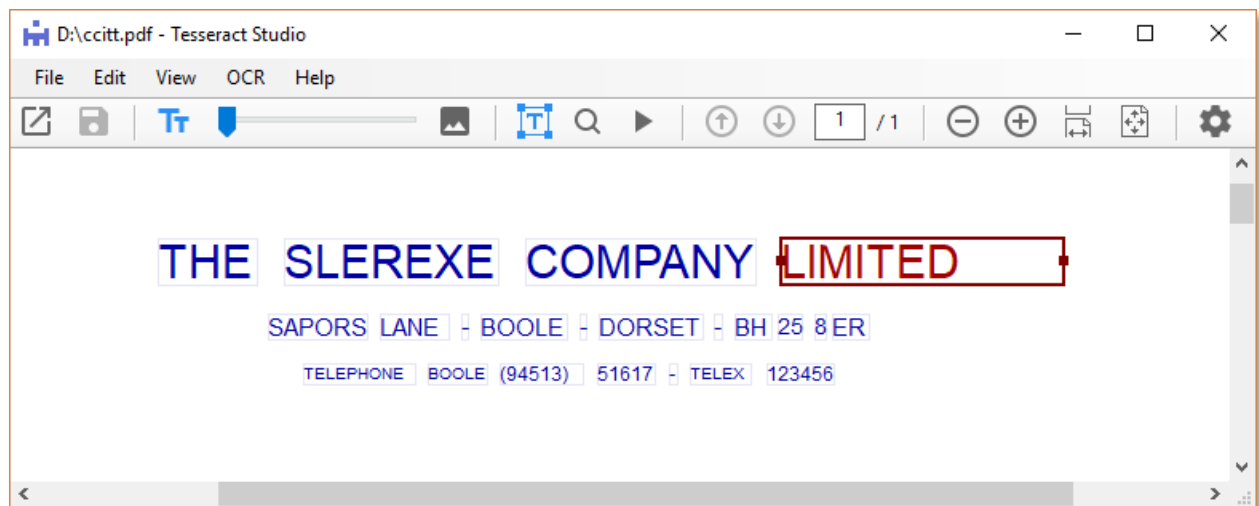 D:\ccitt.pdf - Tesseract Studio
File Edit View OCR Help
1 / 1
THE SLEREXE COMPANY LIMITED
SAPORS LANE - BOOLE - DORSET - BH 25 8 ER
TELEPHONE BOOLE (94513) 51617 - TELEX 123456